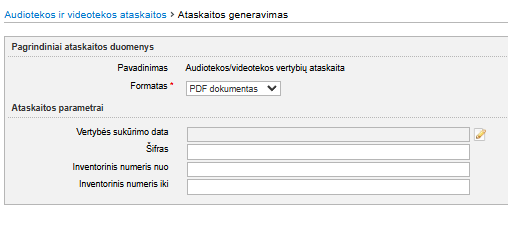 Audiotekos ir videotekos ataskaitos > Ataskaitos generavimas
Pagrindiniai ataskaitos duomenys
Pavadinimas Audiotekos/videotekos vertybių ataskaita
Formatas * PDF dokumentas
Ataskaitos parametrai
Vertybės sukūrimo data
Šifras
Inventorinis numeris nuo
Inventorinis numeris iki